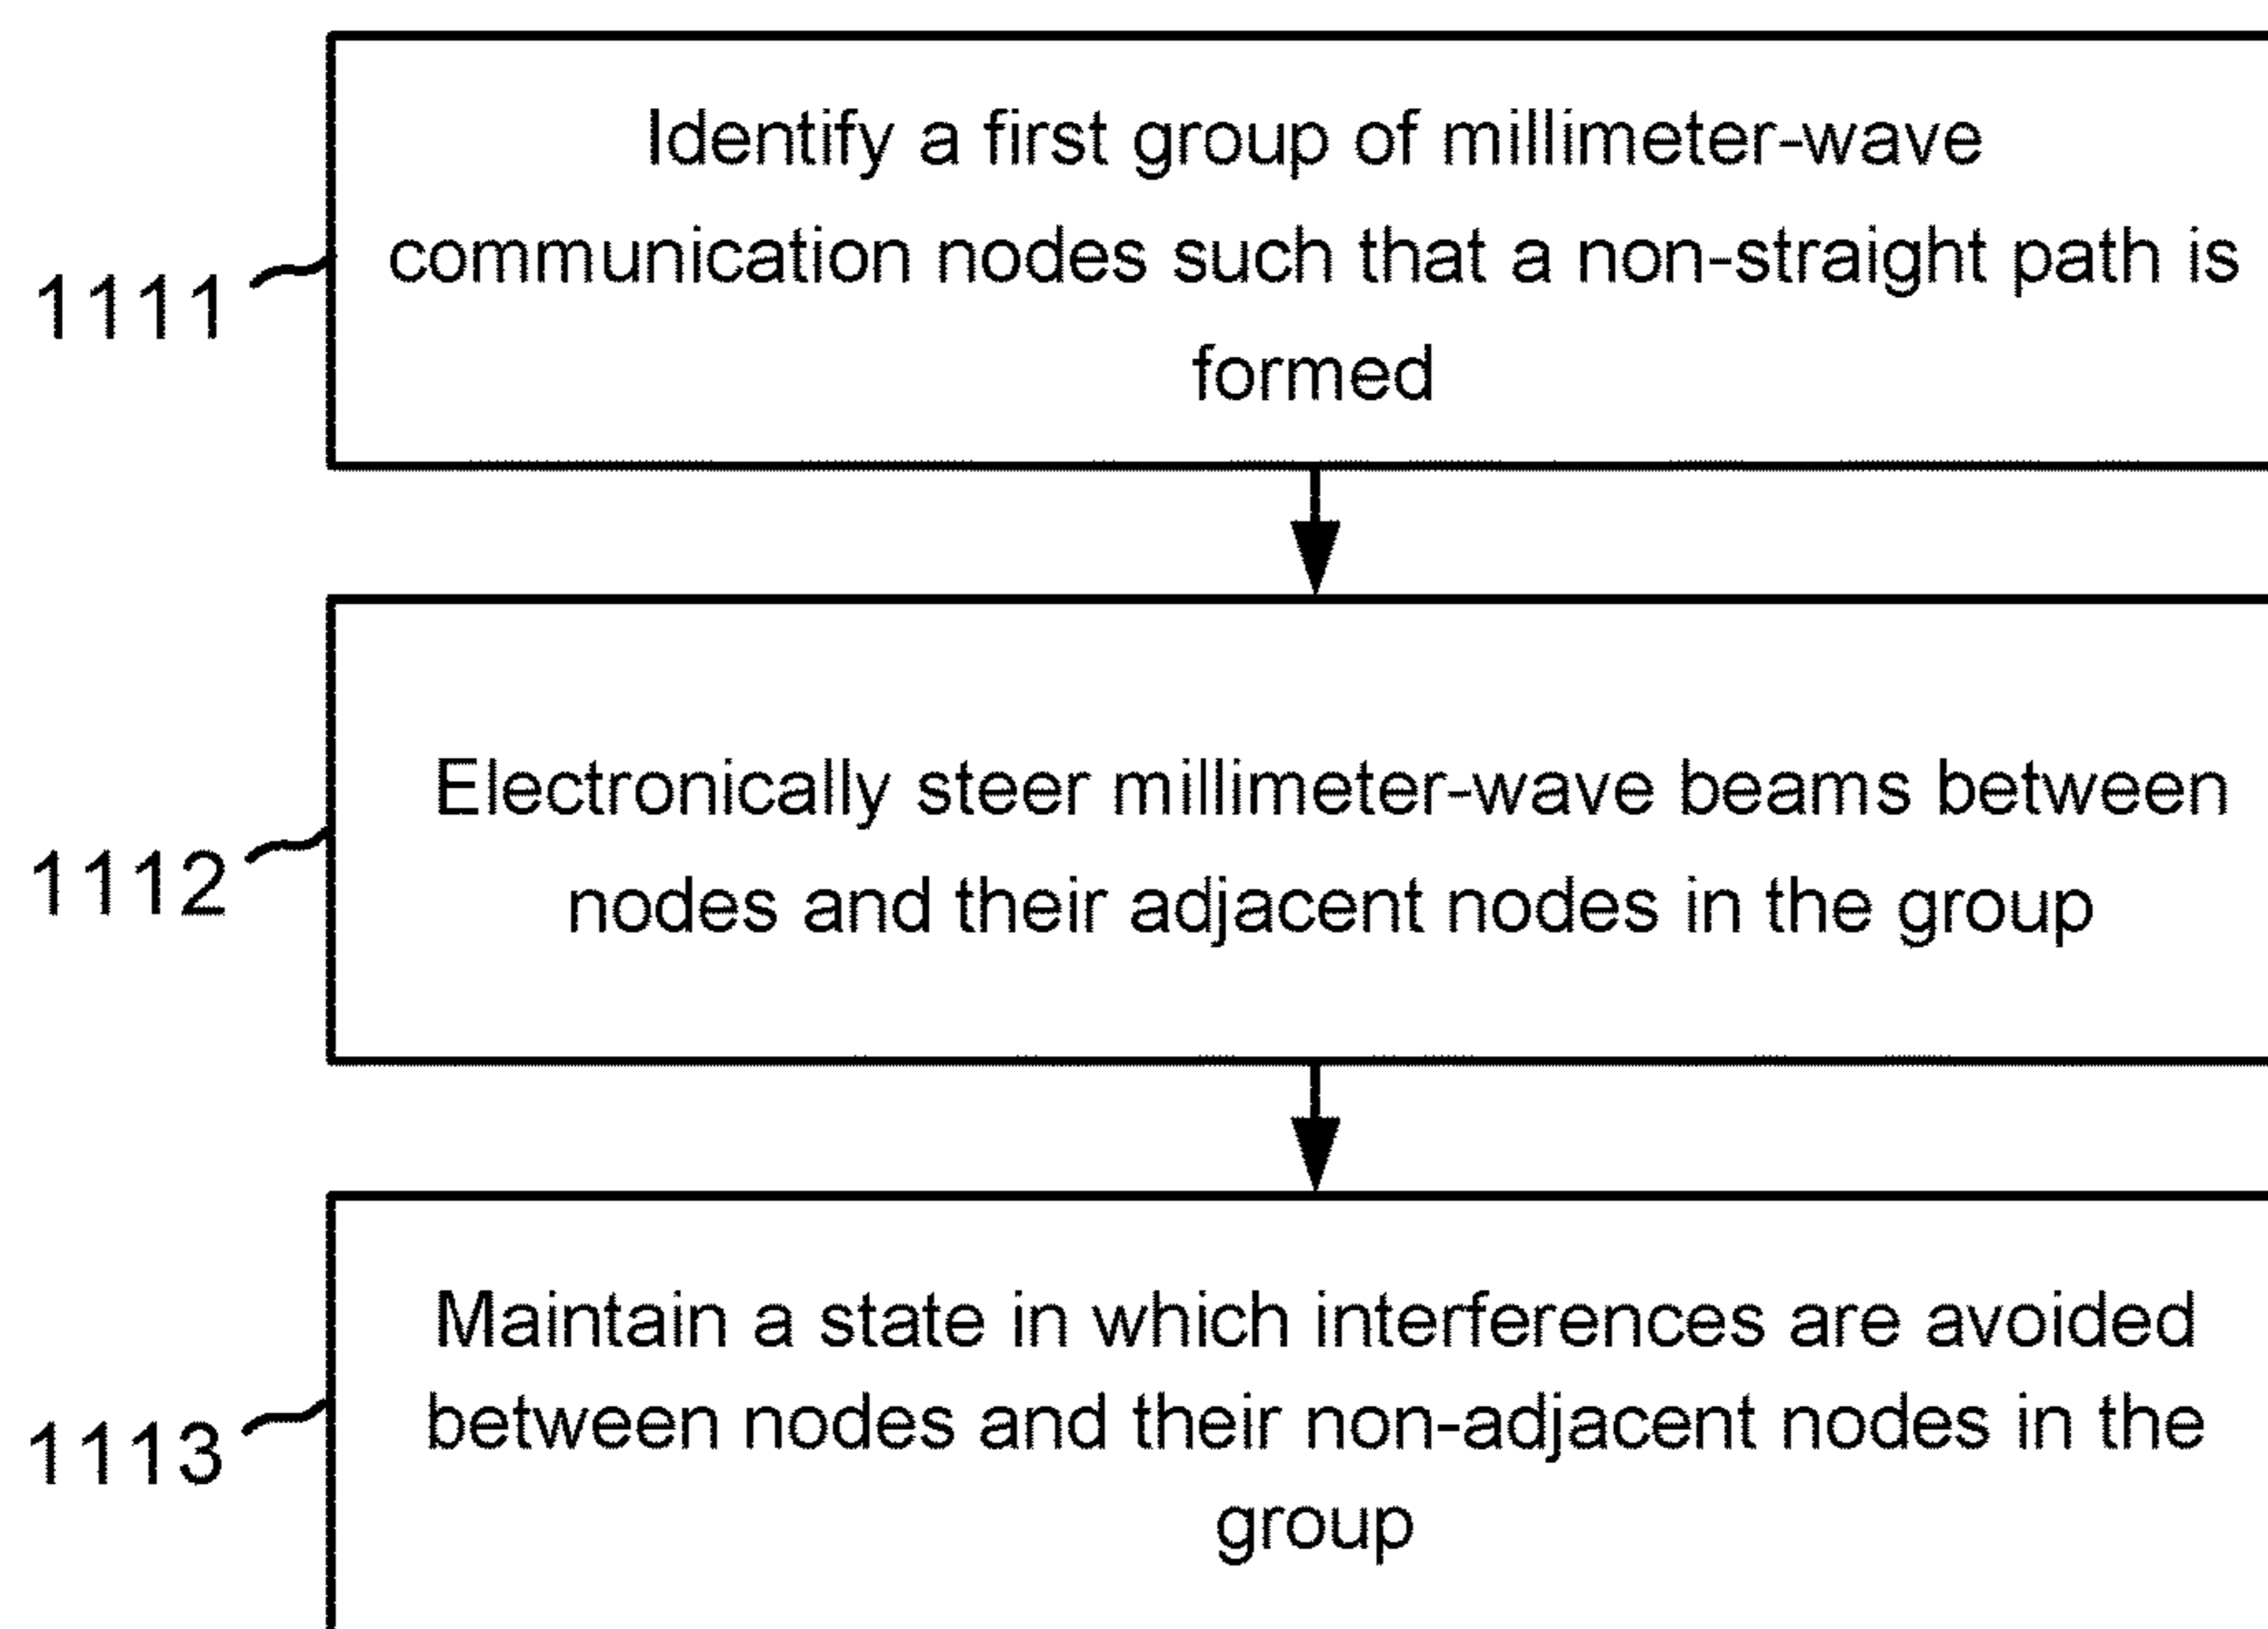 Identify a first group of millimeter-wave
communication nodes such that a non-straight path is
formed
1111
Electronically steer millimeter-wave beams between
nodes and their adjacent nodes in the group
1112
Maintain a state in which interferences are avoided
between nodes and their non-adjacent nodes in the
group
1113